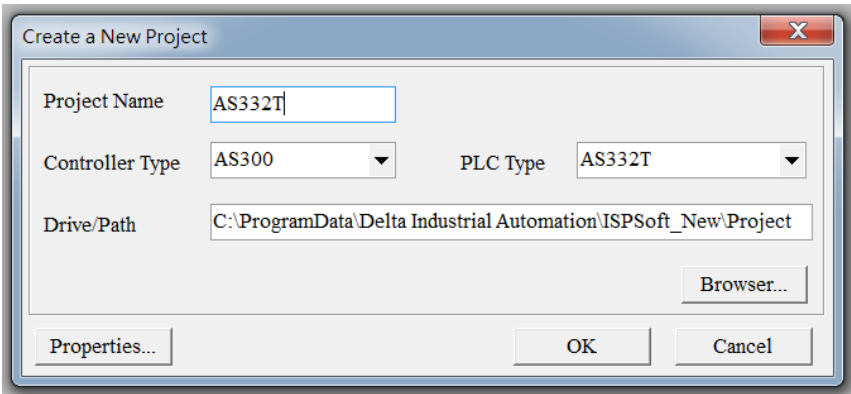 Create a New Project
Project Name AS332T
Controller Type AS300 PLC Type AS332T
Drive/Path C:\ProgramData\Delta Industrial Automation\ISPSoft_New\Project
Browser...
Properties... OK Cancel